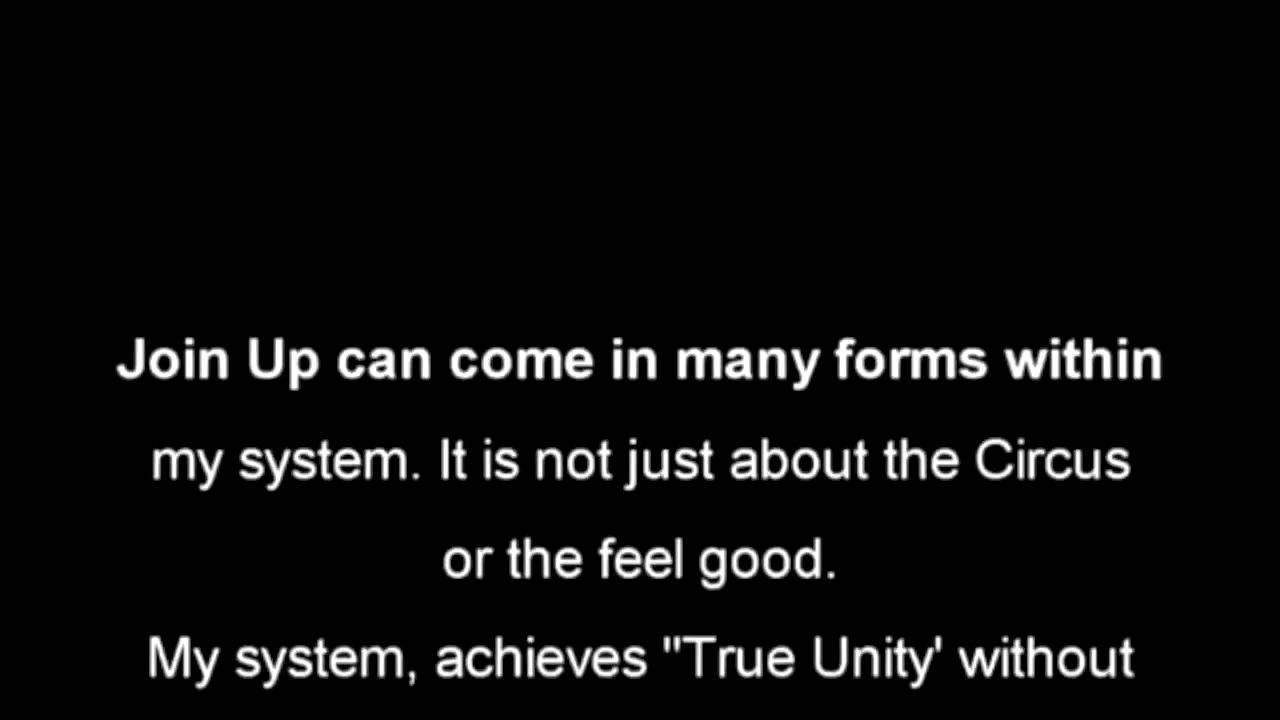 Join Up can come in many forms within
my system. It is not just about the Circus
or the feel good.
My system, achieves "True Unity' without